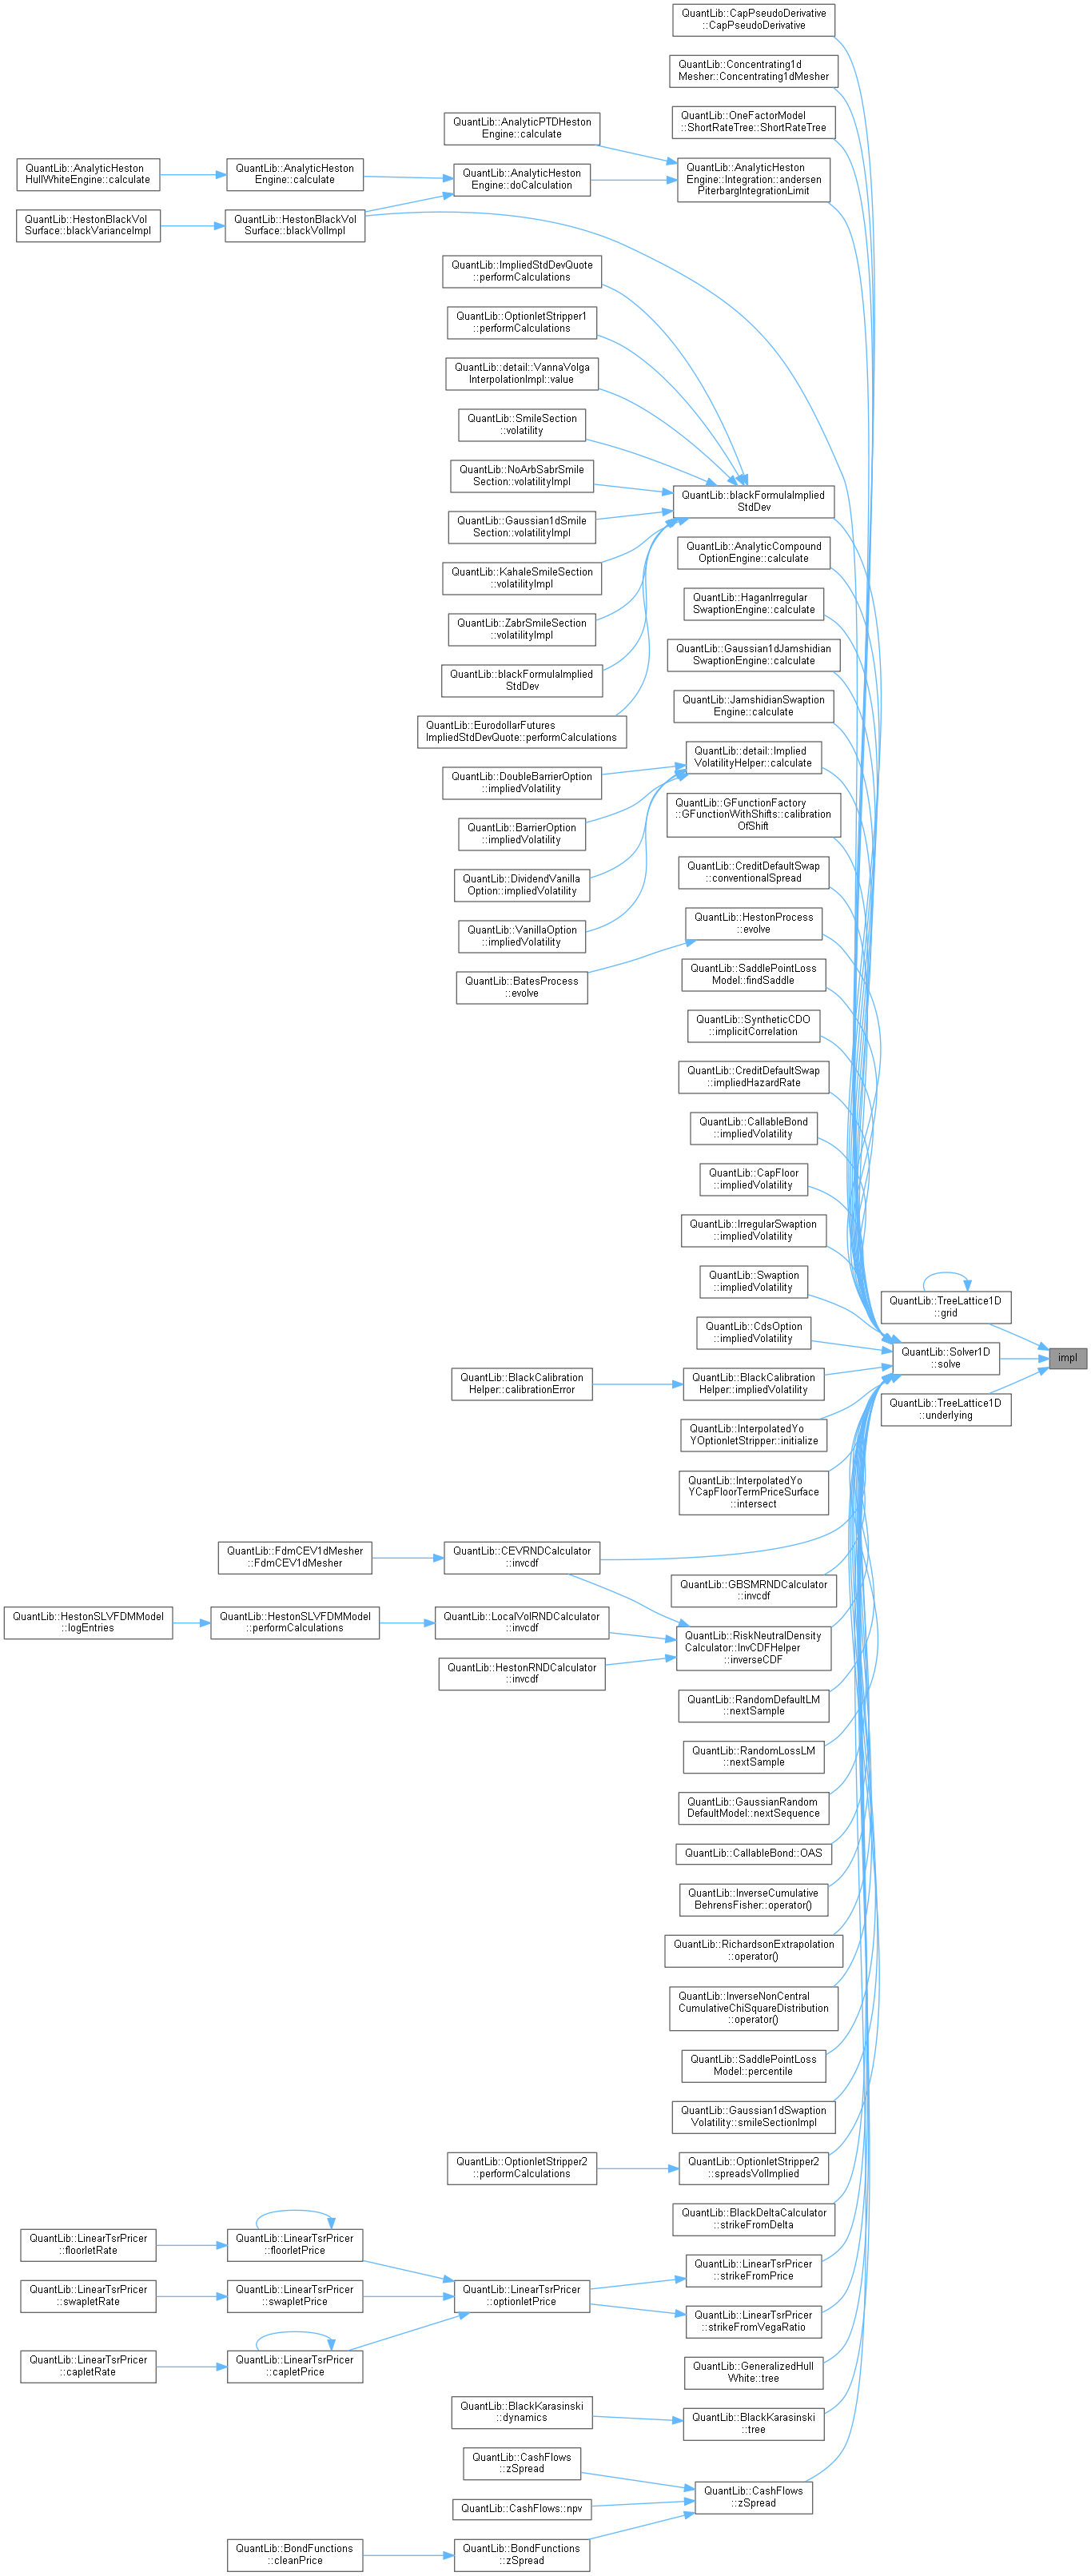 QuantLib::CapPseudoDerivative
::CapPseudoDerivative
QuantLib::Concentrating1d
Mesher::Concentrating1dMesher
QuantLib::OneFactorModel
::ShortRateTree::ShortRateTree
QuantLib::AnalyticPTDHeston
Engine::calculate
QuantLib::AnalyticHeston
HullWhiteEngine::calculate
QuantLib::AnalyticHeston
Engine::calculate
QuantLib::AnalyticHeston
Engine::doCalculation
QuantLib::AnalyticHeston
Engine::Integration::andersen
PiterbargIntegrationLimit
QuantLib::HestonBlackVol
Surface::blackVarianceImpl
QuantLib::HestonBlackVol
Surface::blackVolImpl
QuantLib::ImpliedStdDevQuote
::performCalculations
QuantLib::OptionletStripper1
::performCalculations
QuantLib::detail::VannaVolga
InterpolationImpl::value
QuantLib::SmileSection
::volatility
QuantLib::NoArbSabrSmile
Section::volatilityImpl
QuantLib::blackFormulaImplied
StdDev
QuantLib::Gaussian1dSmile
Section::volatilityImpl
QuantLib::AnalyticCompound
OptionEngine::calculate
QuantLib::KahaleSmileSection
::volatilityImpl
QuantLib::HaganIrregular
SwaptionEngine::calculate
QuantLib::ZabrSmileSection
::volatilityImpl
QuantLib::Gaussian1dJamshidian
SwaptionEngine::calculate
QuantLib::blackFormulaImplied
StdDev
QuantLib::JamshidianSwaption
Engine::calculate
QuantLib::EurodollarFutures
ImpliedStdDevQuote::performCalculations
QuantLib::detail::Implied
VolatilityHelper::calculate
QuantLib::DoubleBarrierOption
::impliedVolatility
QuantLib::GFunctionFactory
::GFunctionWithShifts::calibration
OfShift
QuantLib::BarrierOption
::impliedVolatility
QuantLib::CreditDefaultSwap
::conventionalSpread
QuantLib::DividendVanilla
Option::impliedVolatility
QuantLib::HestonProcess
::evolve
QuantLib::VanillaOption
::impliedVolatility
QuantLib::SaddlePointLoss
Model::findSaddle
QuantLib::BatesProcess
::evolve
QuantLib::SyntheticCDO
::implicitCorrelation
QuantLib::CreditDefaultSwap
::impliedHazardRate
QuantLib::CallableBond
::impliedVolatility
QuantLib::CapFloor
::impliedVolatility
QuantLib::IrregularSwaption
::impliedVolatility
QuantLib::Swaption
::impliedVolatility
QuantLib::TreeLattice1D
::grid
QuantLib::CdsOption
::impliedVolatility
QuantLib::Solver1D
::solve
impl
QuantLib::BlackCalibration
Helper::calibrationError
QuantLib::BlackCalibration
Helper::impliedVolatility
QuantLib::TreeLattice1D
::underlying
QuantLib::InterpolatedYo
YOptionletStripper::initialize
QuantLib::InterpolatedYo
YCapFloorTermPriceSurface
::intersect
QuantLib::FdmCEV1dMesher
::FdmCEV1dMesher
QuantLib::CEVRNDCalculator
::invcdf
QuantLib::GBSMRNDCalculator
::invcdf
QuantLib::HestonSLVFDMModel
::logEntries
QuantLib::HestonSLVFDMModel
::performCalculations
QuantLib::LocalVolRNDCalculator
::invcdf
QuantLib::RiskNeutralDensity
Calculator::InvCDFHelper
::inverseCDF
QuantLib::HestonRNDCalculator
::invcdf
QuantLib::RandomDefaultLM
::nextSample
QuantLib::RandomLossLM
::nextSample
QuantLib::GaussianRandom
DefaultModel::nextSequence
QuantLib::CallableBond::OAS
QuantLib::InverseCumulative
BehrensFisher::operator()
QuantLib::RichardsonExtrapolation
::operator()
QuantLib::InverseNonCentral
CumulativeChiSquareDistribution
::operator()
QuantLib::SaddlePointLoss
Model::percentile
QuantLib::Gaussian1dSwaption
Volatility::smileSectionImpl
QuantLib::OptionletStripper2
::performCalculations
QuantLib::OptionletStripper2
::spreadsVolImplied
QuantLib::BlackDeltaCalculator
::strikeFromDelta
QuantLib::LinearTsrPricer
::floorletRate
QuantLib::LinearTsrPricer
::floorletPrice
QuantLib::LinearTsrPricer
::strikeFromPrice
QuantLib::LinearTsrPricer
::swapletRate
QuantLib::LinearTsrPricer
::swapletPrice
QuantLib::LinearTsrPricer
::optionletPrice
QuantLib::LinearTsrPricer
::strikeFromVegaRatio
QuantLib::LinearTsrPricer
::capletRate
QuantLib::LinearTsrPricer
::capletPrice
QuantLib::GeneralizedHull
White::tree
QuantLib::BlackKarasinski
::dynamics
QuantLib::BlackKarasinski
::tree
QuantLib::CashFlows
::zSpread
QuantLib::CashFlows
::zSpread
QuantLib::CashFlows::npv
QuantLib::BondFunctions
::cleanPrice
QuantLib::BondFunctions
::zSpread